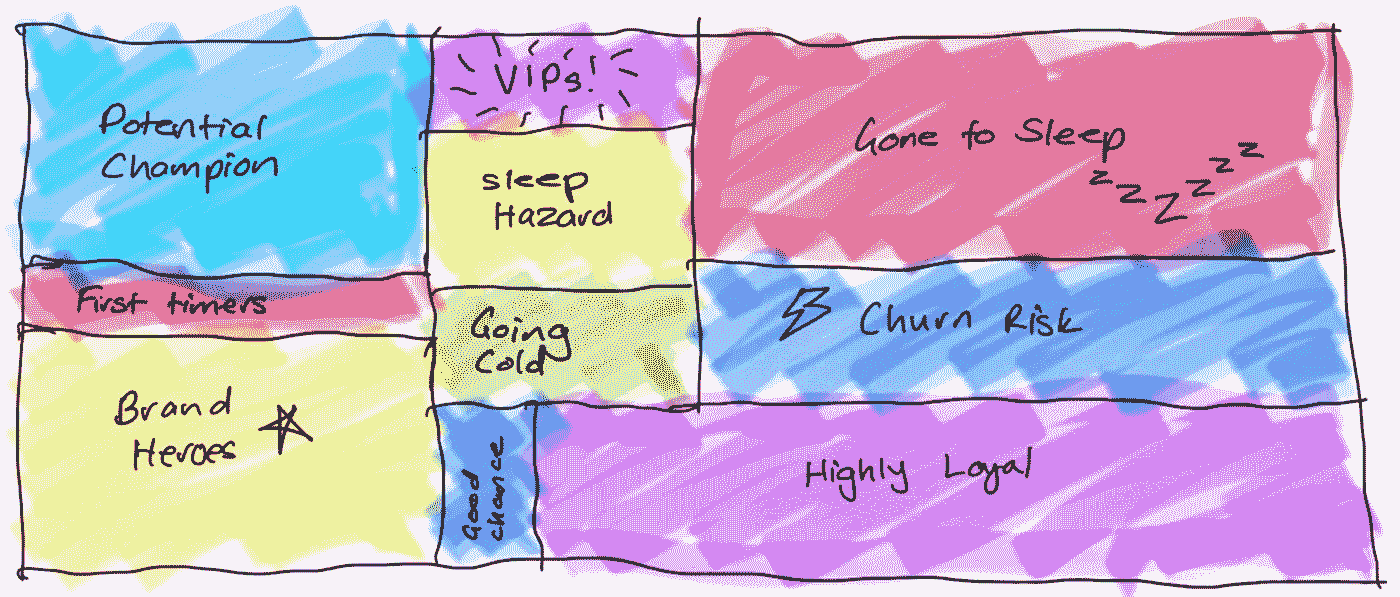 Potential
Champion
VIPs!
Gone to Sleep
z z z z z z
sleep
Hazard
First timers
Going
Cold
Churn Risk
Brand
Heroes
Good
chance
Highly Loyal